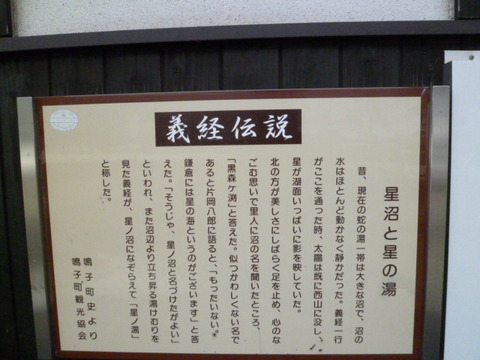 義経伝説
星沼と星の湯
昔、現在の蛇の湯一帯は大きな沼で、沼の
水はほとんど動かなく静かだった。義経一行
がここを通った時、太陽は既に西山に没し、
星が湖面いっぱいに影を映していた。
北の方が美しさにしばらく足を止め、心のな
ごむ思いで里人に沼の名を聞いたところ、
「黒森ヶ渕」と答えた。似つかわしくない名で
あると片岡八郎に語ると、「もったいない。
鎌倉には星の海というのがございます」と答
えた。「そうじゃ、星ノ沼と名づけたがよい」
といわれ、また沼辺より立ち昇る湯けむりを
見た義経が、星ノ沼になぞらえて「星ノ湯」
と称した。
鳴子町史より
鳴子町観光協会